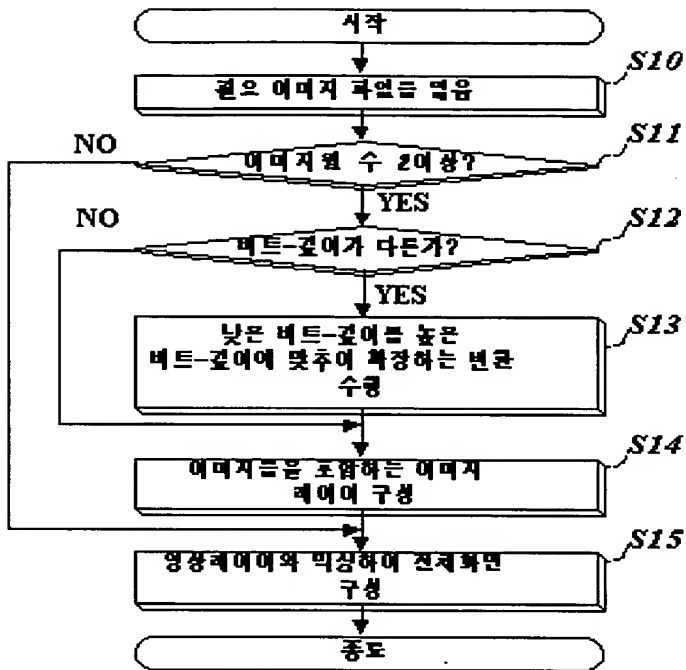 시작
S10
필요 이미지 파일을 읽음
S11
NO
이미지원 수 2이상?
YES
S12
NO
비트-깊이가 다른가?
YES
S13
낮은 비트-깊이를 높은
비트-깊이에 맞추어 확장하는 변환
수행
S14
이미지들을 포함하는 이미지
레이어 구성
S15
영상레이어와 믹싱하여 전체화면
구성
종료